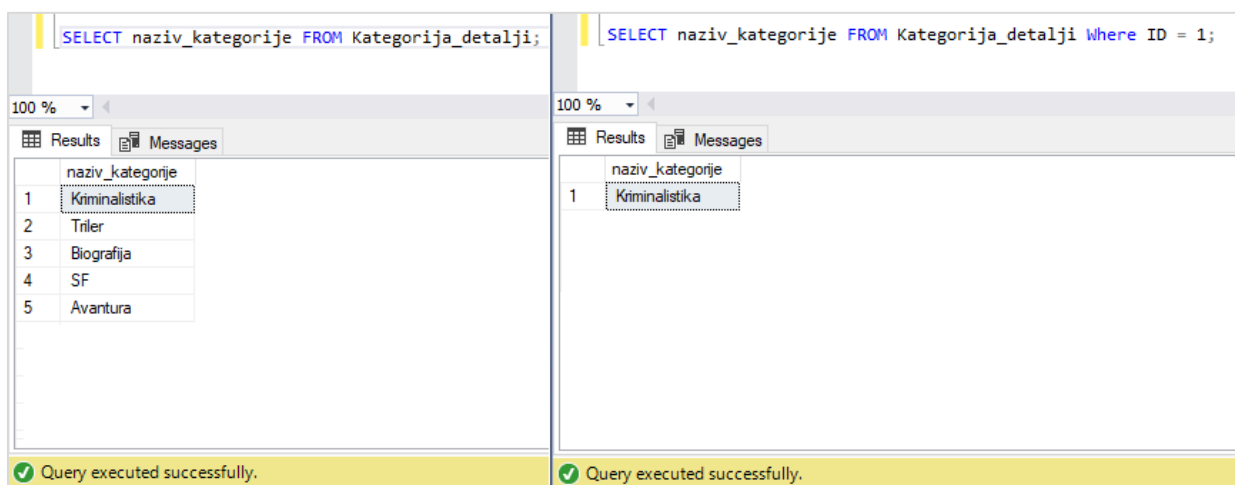 SELECT naziv_kategorije FROM Kategorija_detalji;
100 %
Results Messages
naziv_kategorije
1 Kriminalistika
2 Triler
3 Biografija
4 SF
5 Avantura
Query executed successfully.
SELECT naziv_kategorije FROM Kategorija_detalji Where ID = 1;
100 %
Results Messages
naziv_kategorije
1 Kriminalistika
Query executed successfully.